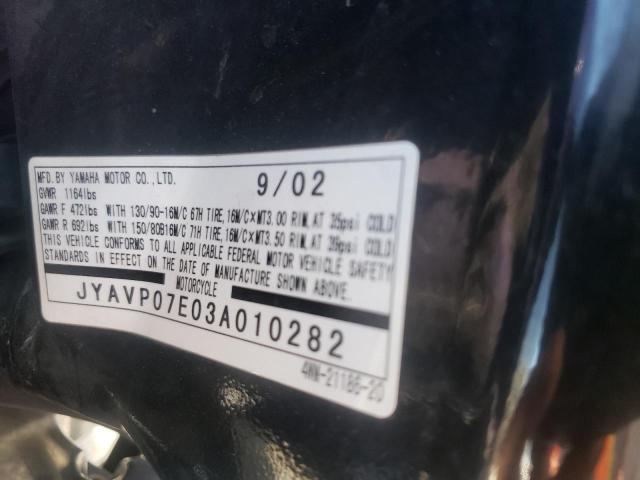 MFD. BY YAMAHA MOTOR CO., LTD. 9/02
GVWR 1164lbs
GAWR F 472lbs WITH 130/90-16M/C 67H TIRE, 16M/C×MT3.00 RIM, AT 35psi COLD
GAWR R 692lbs WITH 150/80B16M/C 71H TIRE, 16M/C×MT3.50 RIM, AT 39psi COLD
THIS VEHICLE CONFORMS TO ALL APPLICABLE FEDERAL MOTOR VEHICLE SAFETY
STANDARDS IN EFFECT ON THE DATE OF MANUFACTURE SHOWN ABOVE.
MOTORCYCLE
JYAVP07E03A010282
4WM-21186-20